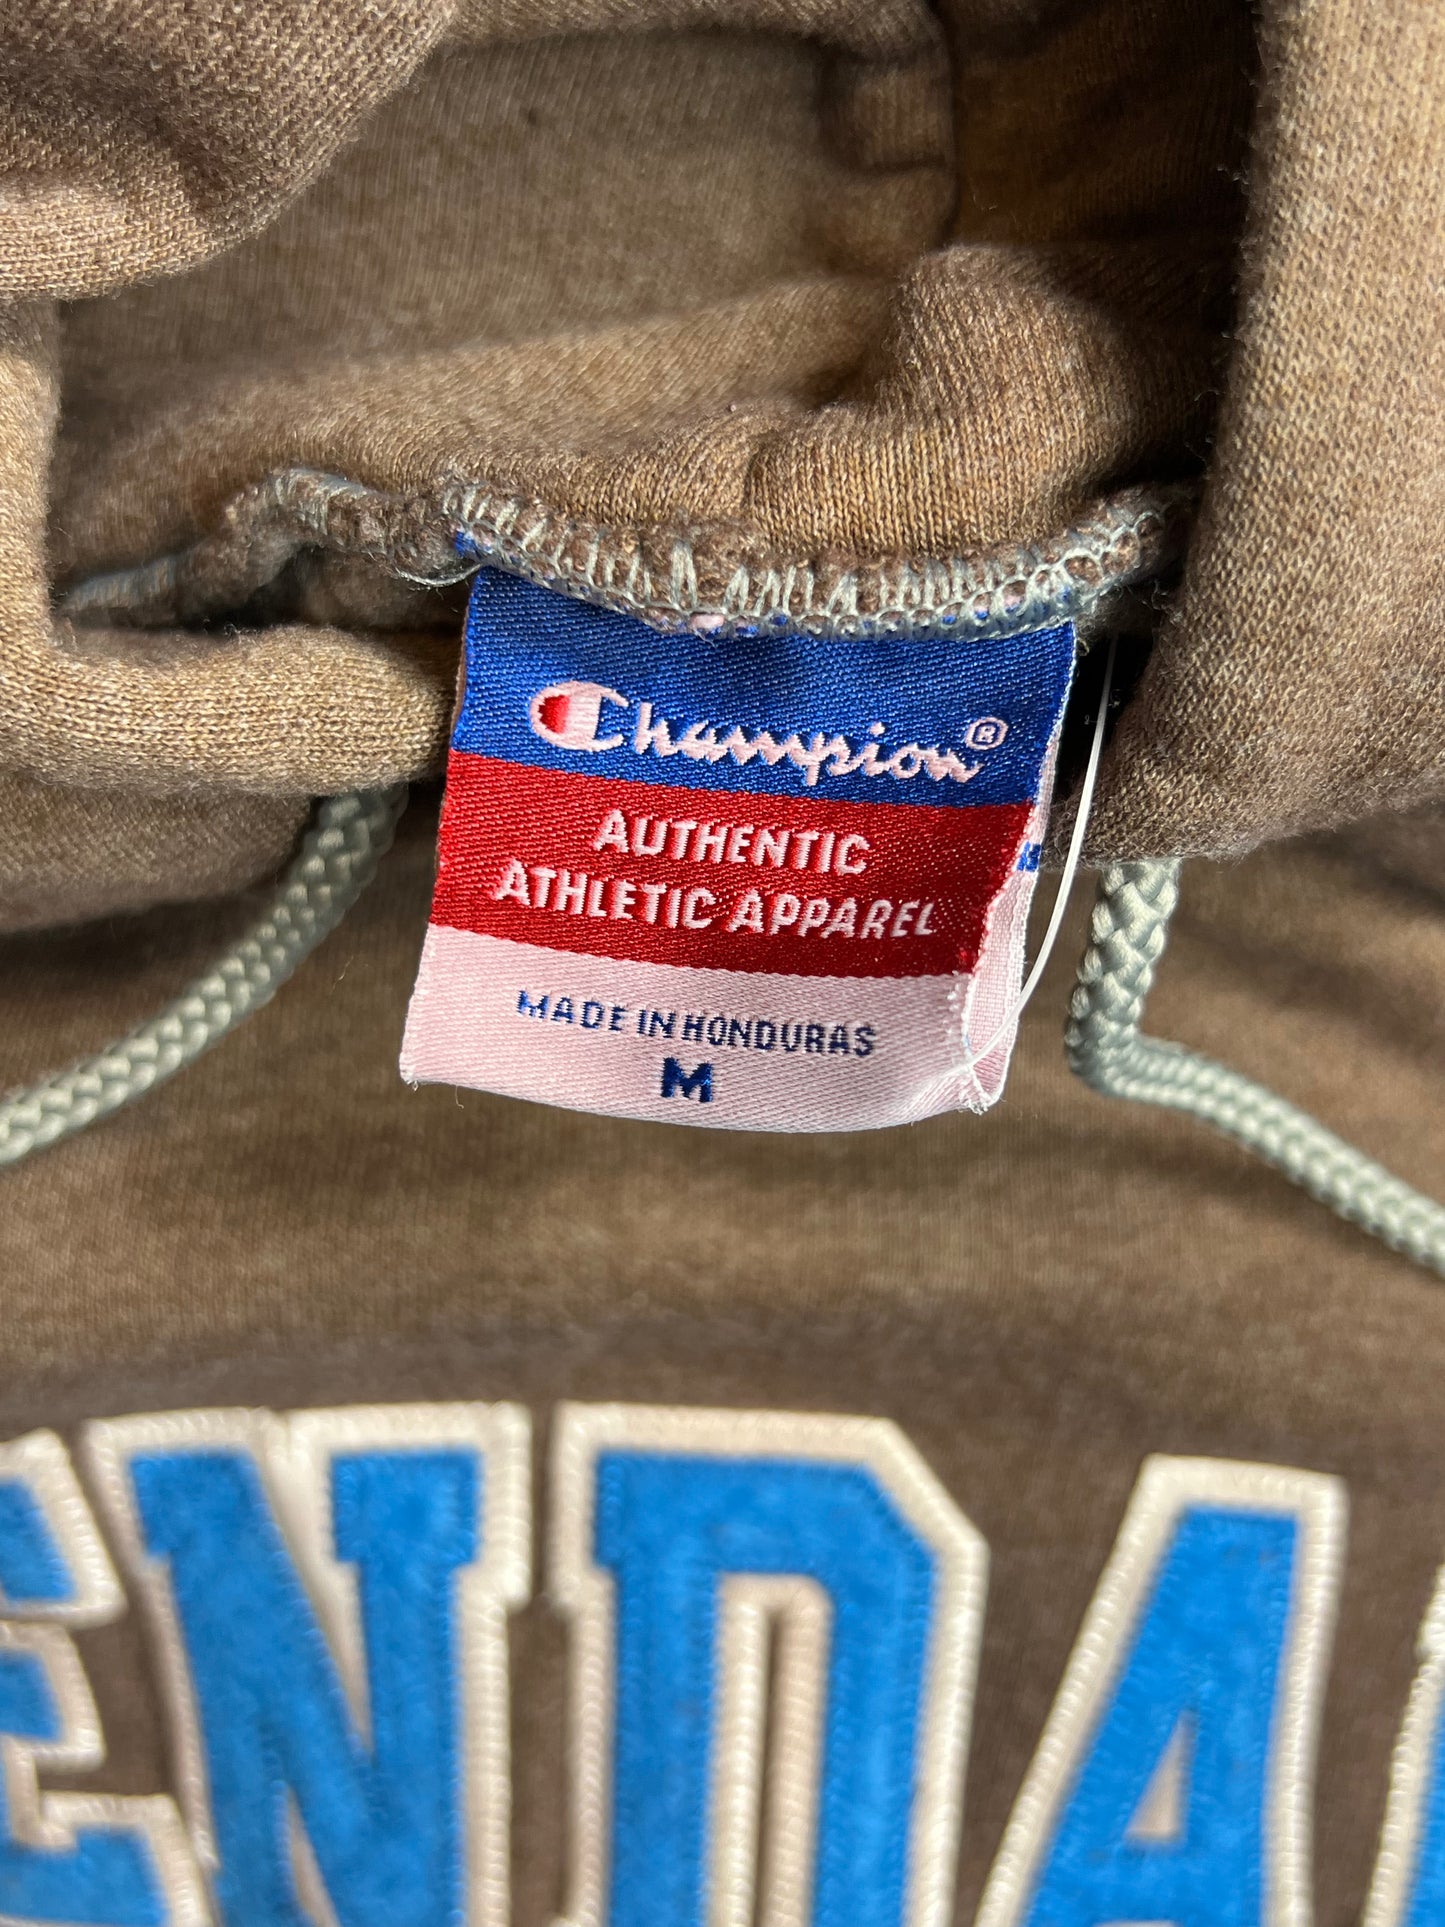 Champion®
AUTHENTIC
ATHLETIC APPAREL
MADE IN HONDURAS
M
ENDA